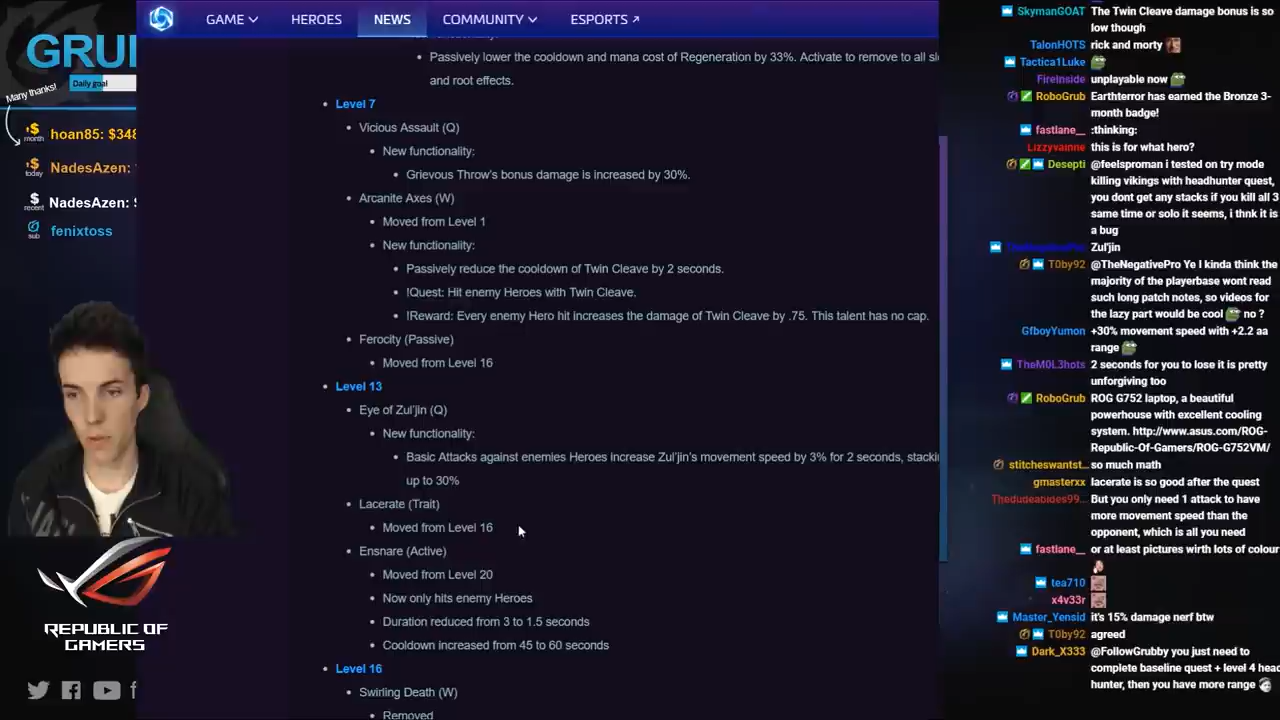 GAME
HEROES
NEWS
COMMUNITY
ESPORTS
GRU
Daily goal
Many thanks!
$
month
hoan85: $348
$
today
NadesAzen:
$
recent
NadesAzen: $
sub
fenixtoss
REPUBLIC OF
GAMERS
Passively lower the cooldown and mana cost of Regeneration by 33%. Activate to remove to all
and root effects.
Level 7
Vicious Assault (Q)
New functionality:
Grievous Throw's bonus damage is increased by 30%.
Arcanite Axes (W)
Moved from Level 1
New functionality:
Passively reduce the cooldown of Twin Cleave by 2 seconds.
!Quest: Hit enemy Heroes with Twin Cleave.
!Reward: Every enemy Hero hit increases the damage of Twin Cleave by .75. This talent has no cap.
Ferocity (Passive)
Moved from Level 16
Level 13
Eye of Zul'jin (Q)
New functionality:
Basic Attacks against enemies Heroes increase Zul'jin's movement speed by 3% for 2 seconds, stacki
up to 30%
Lacerate (Trait)
Moved from Level 16
Ensnare (Active)
Moved from Level 20
Now only hits enemy Heroes
Duration reduced from 3 to 1.5 seconds
Cooldown increased from 45 to 60 seconds
Level 16
Swirling Death (W)
Removed
SkymanGOAT The Twin Cleave damage bonus is so
low though
TalonHOTS rick and morty
Tactica1Luke
FireInside unplayable now
RoboGrub Earthterror has earned the Bronze 3-
month badge!
fastlane__ :thinking:
Lizzyvainne this is for what hero?
Desepti @feelsproman i tested on try mode
killing vikings with headhunter quest,
you dont get any stacks if you kill all 3
same time or solo it seems, i thnk it is
a bug
TheNegativePro Zul'jin
T0by92 @TheNegativePro Ye I kinda think the
majority of the playerbase wont read
such long patch notes, so videos for
the lazy part would be cool no ?
GfboyYumon +30% movement speed with +2.2 aa
range
TheM0L3hots 2 seconds for you to lose it is pretty
unforgiving too
RoboGrub ROG G752 laptop, a beautiful
powerhouse with excellent cooling
system. http://www.asus.com/ROG-
Republic-Of-Gamers/ROG-G752VM/
stitcheswantst... so much math
gmasterxx lacerate is so good after the quest
Thedudeabides99... But you only need 1 attack to have
more movement speed than the
opponent, which is all you need
fastlane__ or at least pictures wirth lots of colour
tea710
x4v33r
Master_Yensid it's 15% damage nerf btw
T0by92 agreed
Dark_X333 @FollowGrubby you just need to
complete baseline quest + level 4 head
hunter, then you have more range